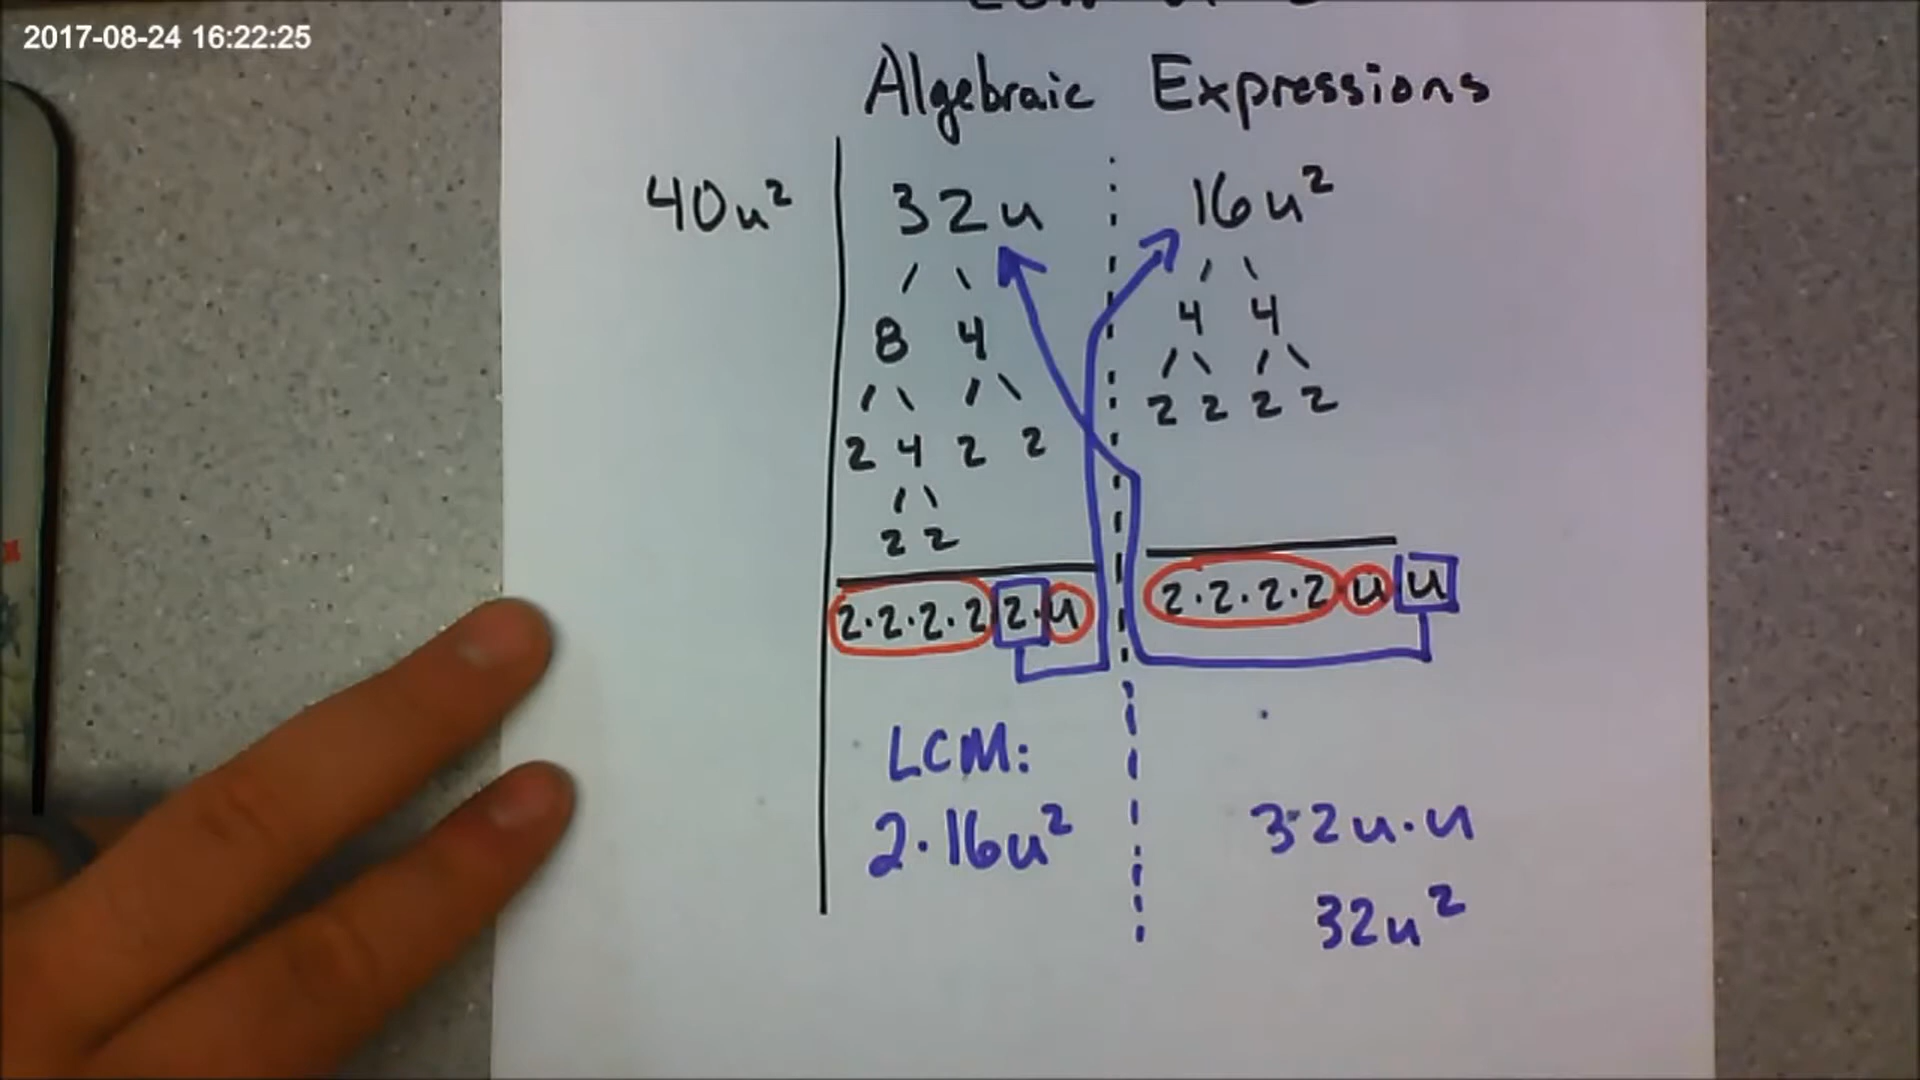 2017-08-24 16:22:25
Algebraic Expressions
40u² 32u 16u²
8 4 4 4
2 4 2 2 2 2 2 2
2 2
2·2·2·2 2·u 2·2·2·2 u u
LCM:
2·16u² 32u·u
32u²